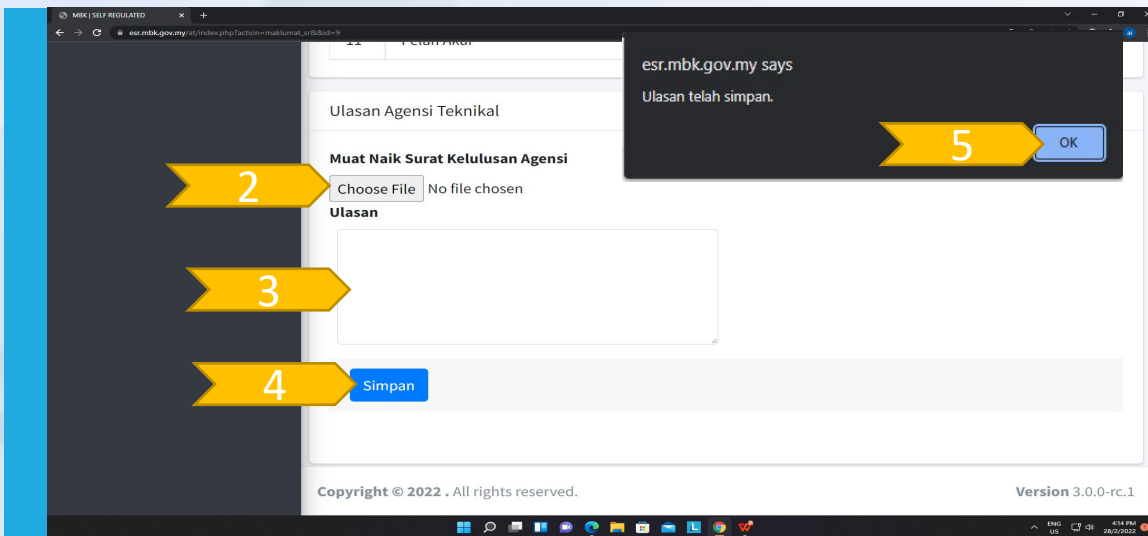 MBK | SELF REGULATED
esr.mbk.gov.my/at/index.php?action=maklumat_sr&&id=9
11 Pelan Akar
esr.mbk.gov.my says
Ulasan telah simpan.
5
OK
Ulasan Agensi Teknikal
Muat Naik Surat Kelulusan Agensi
2
Choose File No file chosen
Ulasan
3
4
Simpan
Copyright © 2022 . All rights reserved.
Version 3.0.0-rc.1
ENG
US
4:14 PM
28/2/2022